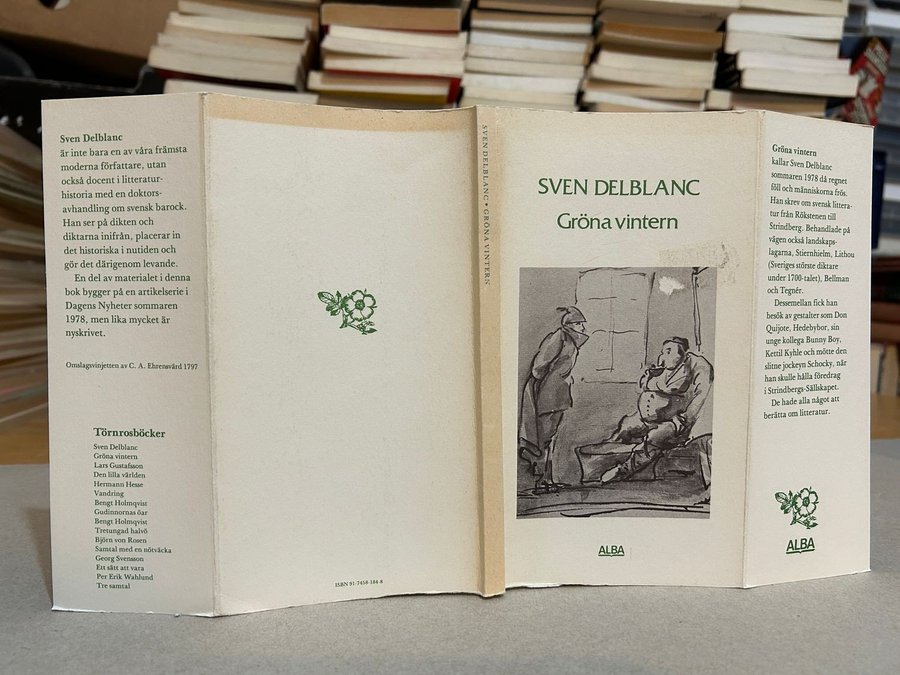 Sven Delblanc
är inte bara en av våra främsta
moderna författare, utan
också docent i litteratur-
historia med en doktors-
avhandling om svensk barock.
Han ser på dikten och
diktarna inifrån, placerar in
det historiska i nutiden och
gör det därigenom levande.
En del av materialet i denna
bok bygger på en artikelserie i
Dagens Nyheter sommaren
1978, men lika mycket är
nyskrivet.
Omslagsvinjetten av C. A. Ehrensvärd 1797
Törnrosböcker
Sven Delblanc
Gröna vintern
Lars Gustafsson
Den lilla världen
Hermann Hesse
Vandring
Bengt Holmqvist
Gudinnornas öar
Bengt Holmqvist
Tretungad halvö
Björn von Rosen
Samtal med en nötväcka
Georg Svensson
Ett sätt att vara
Per Erik Wahlund
Tre samtal
ISBN 91-7458-184-8
SVEN DELBLANC • GRÖNA VINTERN
SVEN DELBLANC
Gröna vintern
ALBA
Gröna vintern
kallar Sven Delblanc
sommaren 1978 då regnet
föll och människorna frös.
Han skrev om svensk littera-
tur från Rökstenen till
Strindberg. Behandlade på
vägen också landskaps-
lagarna, Stiernhielm, Lithou
(Sveriges störste diktare
under 1700-talet), Bellman
och Tegnér.
Dessemellan fick han
besök av gestalter som Don
Quijote, Hedebybor, sin
unge kollega Bunny Boy,
Kettil Kyhle och mötte den
slitne jockeyn Schocky, när
han skulle hålla föredrag
i Strindbergs-Sällskapet.
De hade alla något att
berätta om litteratur.
ALBA